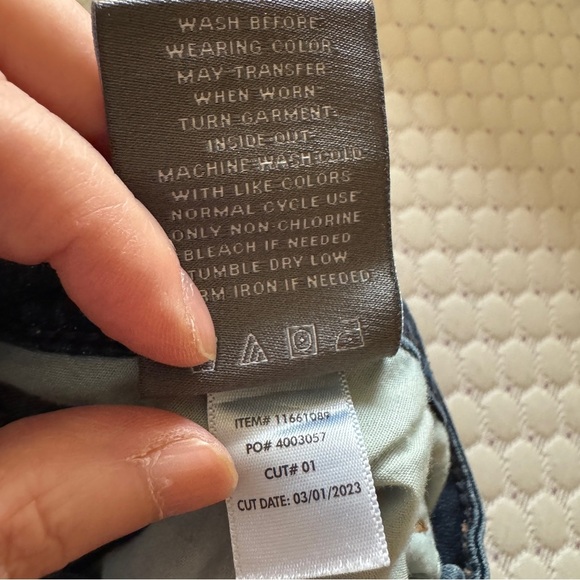 WASH BEFORE
WEARING COLOR
MAY TRANSFER
WHEN WORN
TURN GARMENT
INSIDE OUT
MACHINE WASH COLD
WITH LIKE COLORS
NORMAL CYCLE USE
ONLY NON CHLORINE
BLEACH IF NEEDED
TUMBLE DRY LOW
IRON IF NEEDED
ITEM# 11661089
PO# 4003057
CUT# 01
CUT DATE: 03/01/2023